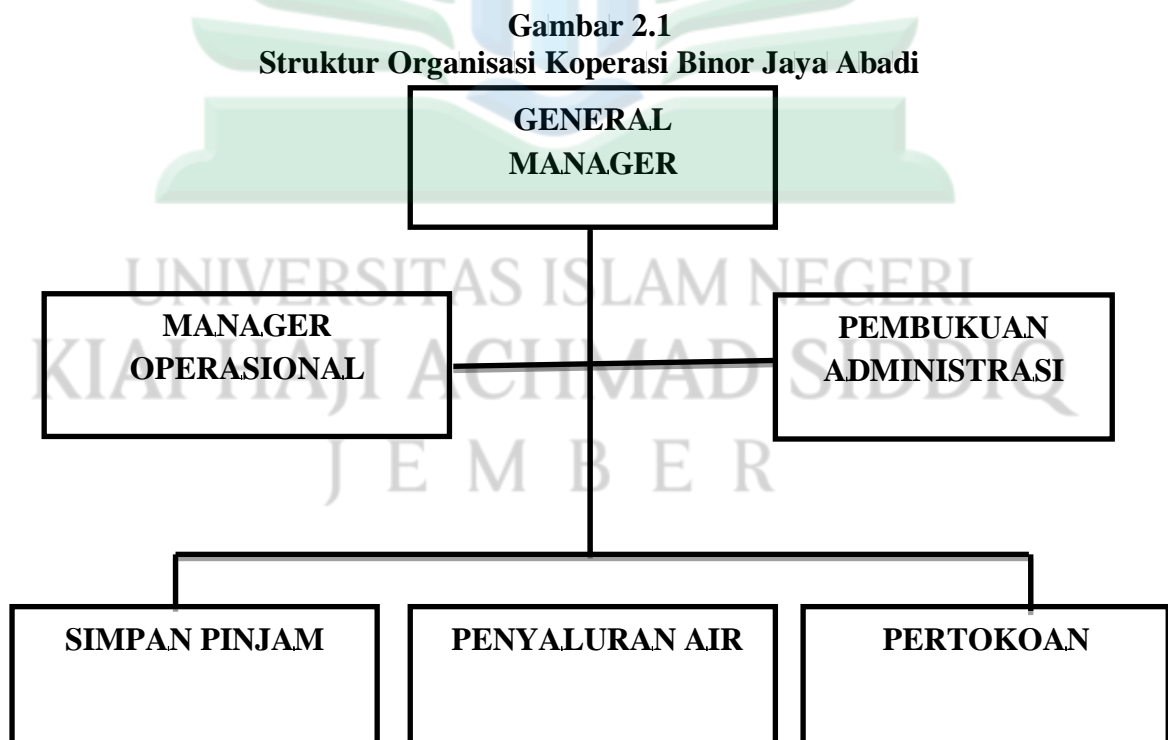 Gambar 2.1
Struktur Organisasi Koperasi Binor Jaya Abadi
GENERAL
MANAGER
UNIVERSITAS ISLAM NEGERI
KIAI HAJI ACHMAD SIDDIQ
JEMBER
MANAGER
OPERASIONAL
PEMBUKUAN
ADMINISTRASI
SIMPAN PINJAM
PENYALURAN AIR
PERTOKOAN